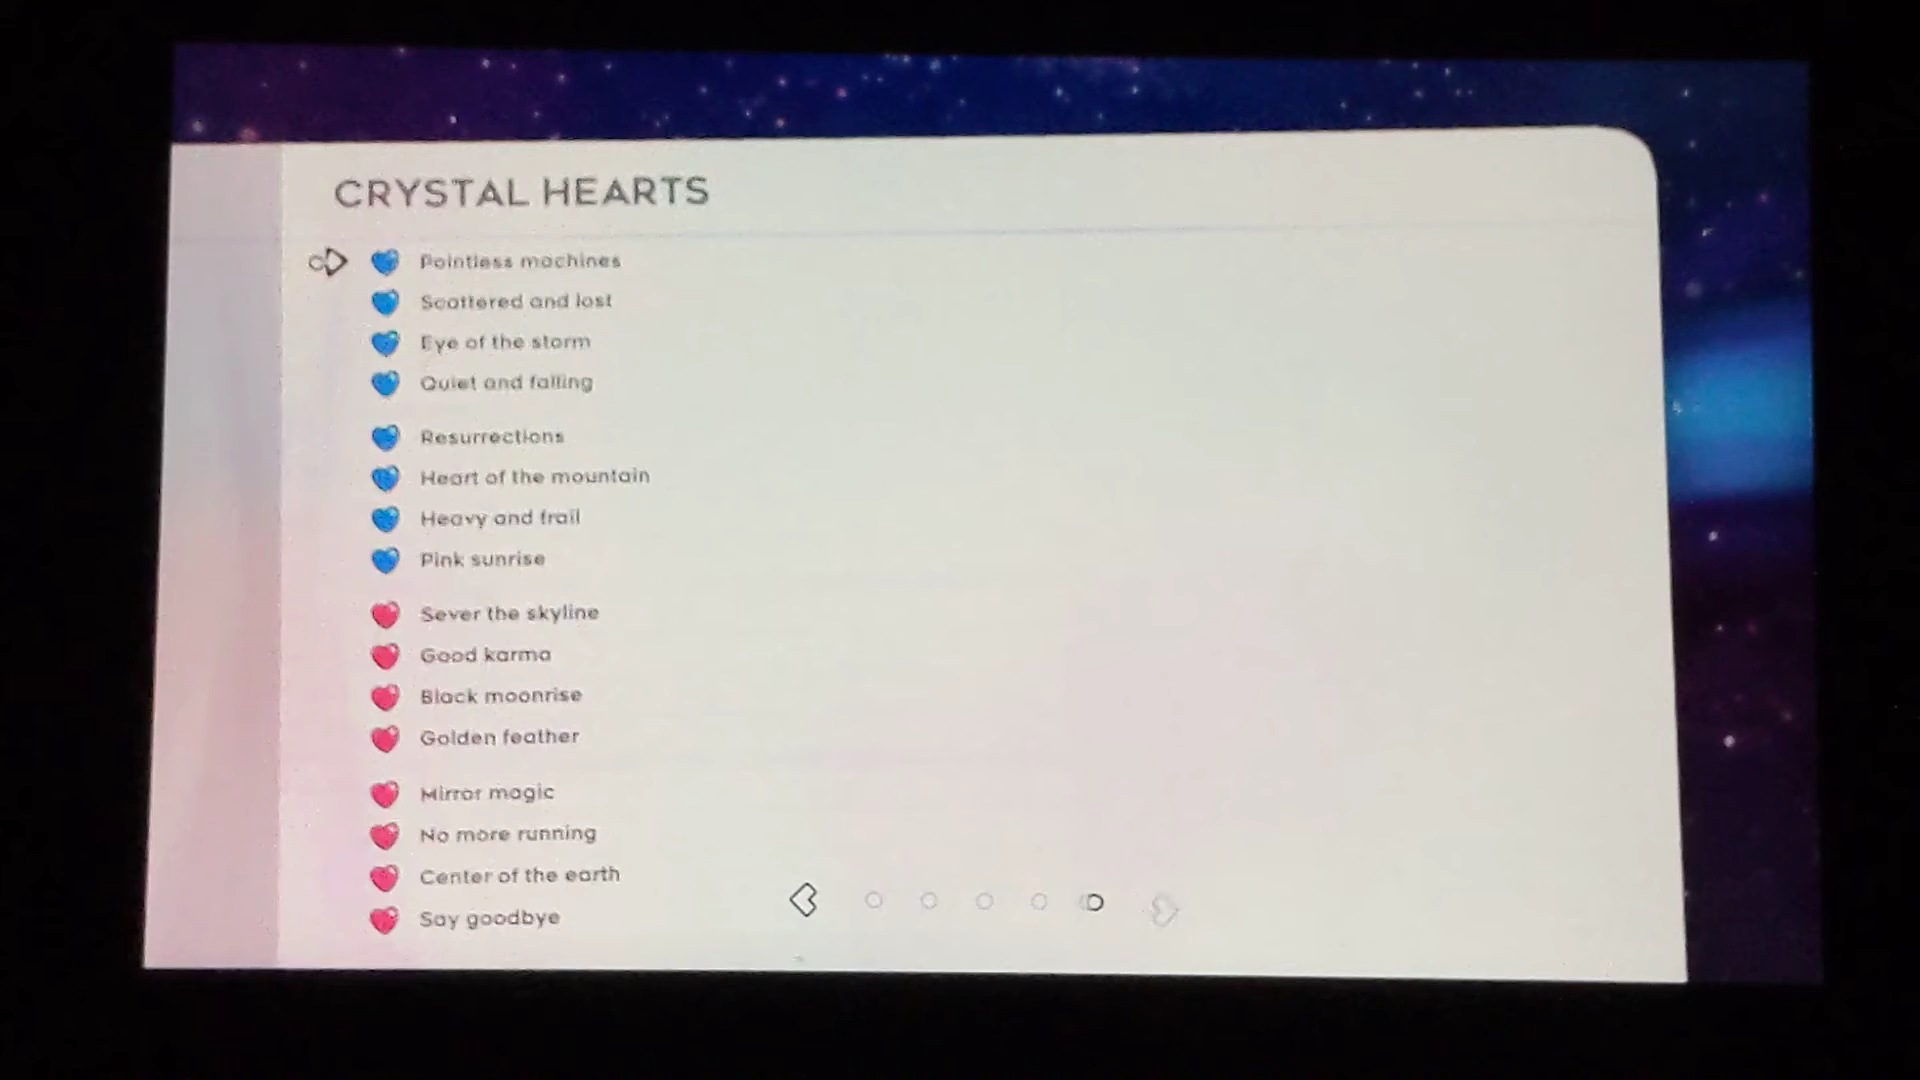 CRYSTAL HEARTS
Pointless machines
Scattered and lost
Eye of the storm
Quiet and falling
Resurrections
Heart of the mountain
Heavy and frail
Pink sunrise
Sever the skyline
Good karma
Black moonrise
Golden feather
Mirror magic
No more running
Center of the earth
Say goodbye